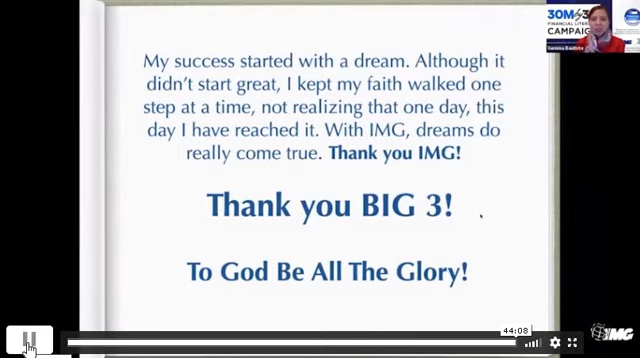 30M by 30
FINANCIAL LITERACY
CAMPAIGN
My success started with a dream. Although it
didn't start great, I kept my faith walked one
step at a time, not realizing that one day, this
day I have reached it. With IMG, dreams do
really come true. Thank you IMG!
Thank you BIG 3!
To God Be All The Glory!
44:08
IMG